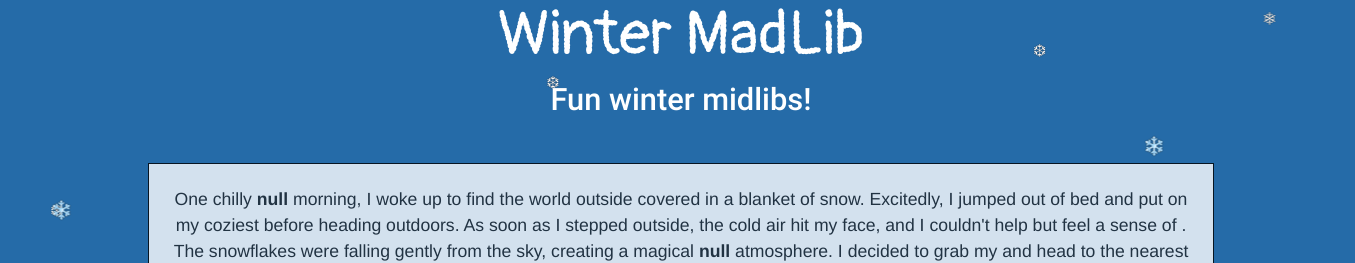 Winter MadLib
Fun winter midlibs!
One chilly null morning, I woke up to find the world outside covered in a blanket of snow. Excitedly, I jumped out of bed and put on
my coziest before heading outdoors. As soon as I stepped outside, the cold air hit my face, and I couldn't help but feel a sense of .
The snowflakes were falling gently from the sky, creating a magical null atmosphere. I decided to grab my and head to the nearest